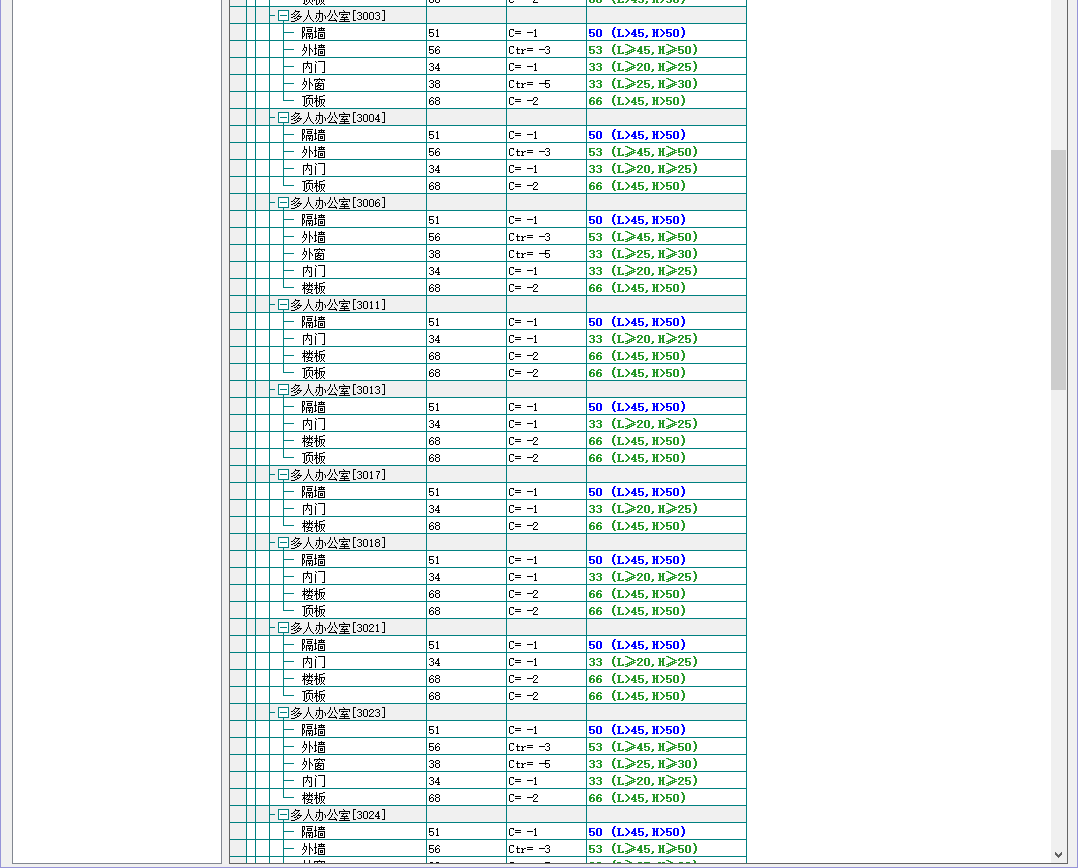 顶板 68 C= -2 66 (L>45,H>50)
多人办公室[3003]
隔墙 51 C= -1 50 (L>45,H>50)
外墙 56 Ctr= -3 53 (L≥45,H≥50)
内门 34 C= -1 33 (L≥20,H≥25)
外窗 38 Ctr= -5 33 (L≥25,H≥30)
顶板 68 C= -2 66 (L>45,H>50)
多人办公室[3004]
隔墙 51 C= -1 50 (L>45,H>50)
外墙 56 Ctr= -3 53 (L≥45,H≥50)
内门 34 C= -1 33 (L≥20,H≥25)
顶板 68 C= -2 66 (L>45,H>50)
多人办公室[3006]
隔墙 51 C= -1 50 (L>45,H>50)
外墙 56 Ctr= -3 53 (L≥45,H≥50)
外窗 38 Ctr= -5 33 (L≥25,H≥30)
内门 34 C= -1 33 (L≥20,H≥25)
楼板 68 C= -2 66 (L>45,H>50)
多人办公室[3011]
隔墙 51 C= -1 50 (L>45,H>50)
内门 34 C= -1 33 (L≥20,H≥25)
楼板 68 C= -2 66 (L>45,H>50)
顶板 68 C= -2 66 (L>45,H>50)
多人办公室[3013]
隔墙 51 C= -1 50 (L>45,H>50)
内门 34 C= -1 33 (L≥20,H≥25)
楼板 68 C= -2 66 (L>45,H>50)
顶板 68 C= -2 66 (L>45,H>50)
多人办公室[3017]
隔墙 51 C= -1 50 (L>45,H>50)
内门 34 C= -1 33 (L≥20,H≥25)
楼板 68 C= -2 66 (L>45,H>50)
多人办公室[3018]
隔墙 51 C= -1 50 (L>45,H>50)
内门 34 C= -1 33 (L≥20,H≥25)
楼板 68 C= -2 66 (L>45,H>50)
顶板 68 C= -2 66 (L>45,H>50)
多人办公室[3021]
隔墙 51 C= -1 50 (L>45,H>50)
内门 34 C= -1 33 (L≥20,H≥25)
楼板 68 C= -2 66 (L>45,H>50)
顶板 68 C= -2 66 (L>45,H>50)
多人办公室[3023]
隔墙 51 C= -1 50 (L>45,H>50)
外墙 56 Ctr= -3 53 (L≥45,H≥50)
外窗 38 Ctr= -5 33 (L≥25,H≥30)
内门 34 C= -1 33 (L≥20,H≥25)
楼板 68 C= -2 66 (L>45,H>50)
多人办公室[3024]
隔墙 51 C= -1 50 (L>45,H>50)
外墙 56 Ctr= -3 53 (L≥45,H≥50)